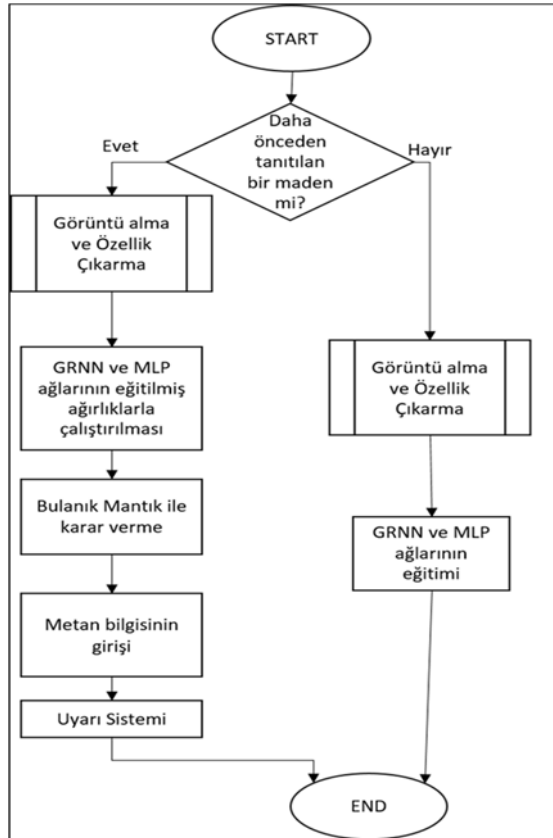 START
Daha
önceden
tanıtılan
bir maden
mi?
Evet
Hayır
Görüntü alma
ve Özellik
Çıkarma
GRNN ve MLP
ağlarının eğitilmiş
ağırlıklarla
çalıştırılması
Bulanık Mantık ile
karar verme
Metan bilgisinin
girişi
Uyarı Sistemi
Görüntü alma
ve Özellik
Çıkarma
GRNN ve MLP
ağlarının
eğitimi
END